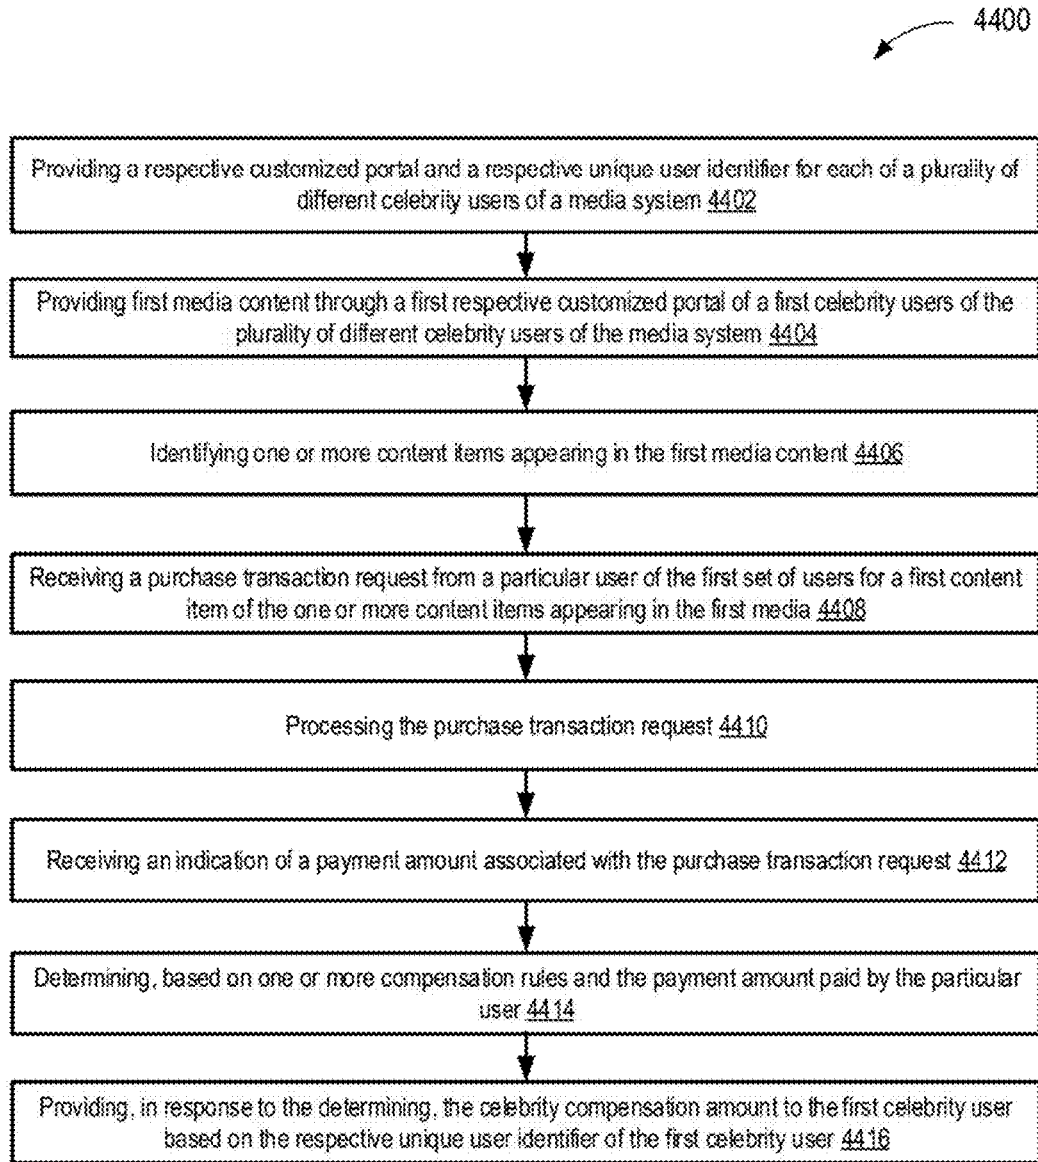 4400
Providing a respective customized portal and a respective unique user identifier for each of a plurality of
different celebrity users of a media system 4402
Providing first media content through a first respective customized portal of a first celebrity users of the
plurality of different celebrity users of the media system 4404
Identifying one or more content items appearing in the first media content 4406
Receiving a purchase transaction request from a particular user of the first set of users for a first content
item of the one or more content items appearing in the first media 4408
Processing the purchase transaction request 4410
Receiving an indication of a payment amount associated with the purchase transaction request 4412
Determining, based on one or more compensation rules and the payment amount paid by the particular
user 4414
Providing, in response to the determining, the celebrity compensation amount to the first celebrity user
based on the respective unique user identifier of the first celebrity user 4416